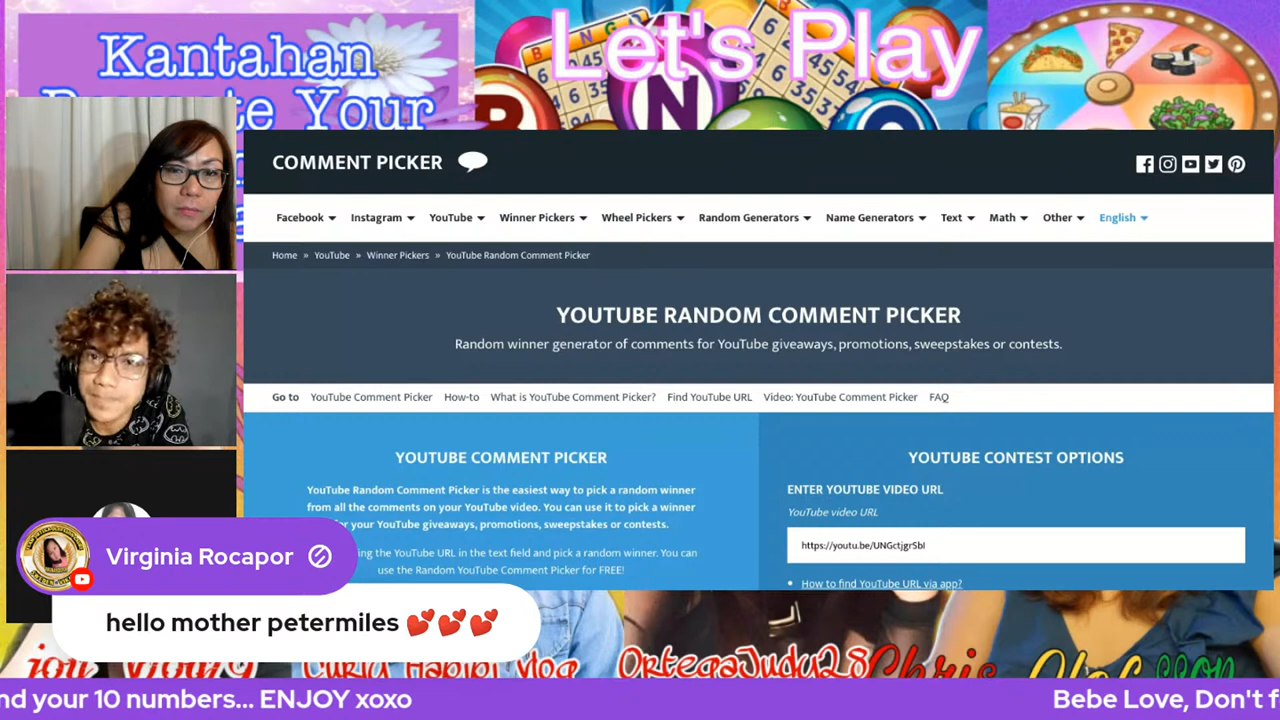 Kantahan
Let's Play
Your
COMMENT PICKER
Facebook Instagram YouTube Winner Pickers Wheel Pickers Random Generators Name Generators Text Math Other English
Home » YouTube » Winner Pickers » YouTube Random Comment Picker
YOUTUBE RANDOM COMMENT PICKER
Random winner generator of comments for YouTube giveaways, promotions, sweepstakes or contests.
Go to YouTube Comment Picker How-to What is YouTube Comment Picker? Find YouTube URL Video: YouTube Comment Picker FAQ
YOUTUBE COMMENT PICKER
YouTube Random Comment Picker is the easiest way to pick a random winner
from all the comments on your YouTube video. You can use it to pick a winner
for your YouTube giveaways, promotions, sweepstakes or contests.
the YouTube URL in the text field and pick a random winner. You can
use the Random YouTube Comment Picker for FREE!
YOUTUBE CONTEST OPTIONS
ENTER YOUTUBE VIDEO URL
YouTube video URL
https://youtu.be/UNGctjgrSbI
How to find YouTube URL via app?
Virginia Rocapor
hello mother petermiles 💕💕💕
Curly Habibi Vlog
OrtegaJudy28
Chris
nd your 10 numbers... ENJOY xoxo
Bebe Love, Don't f